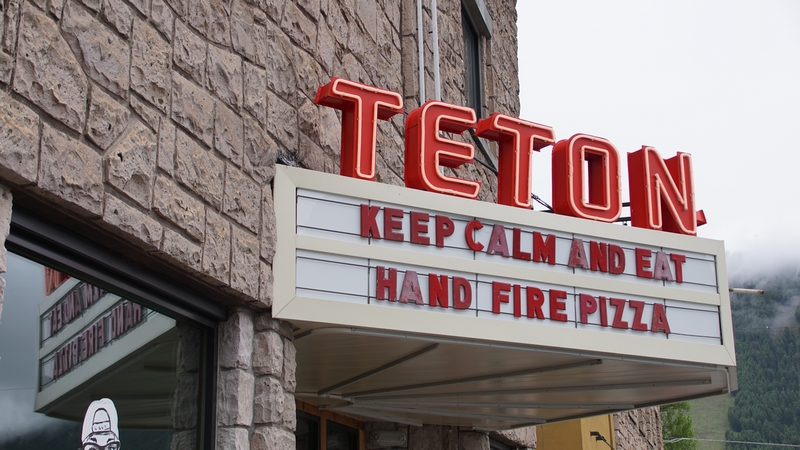 TETON
KEEP CALM AND EAT
HAND FIRE PIZZA